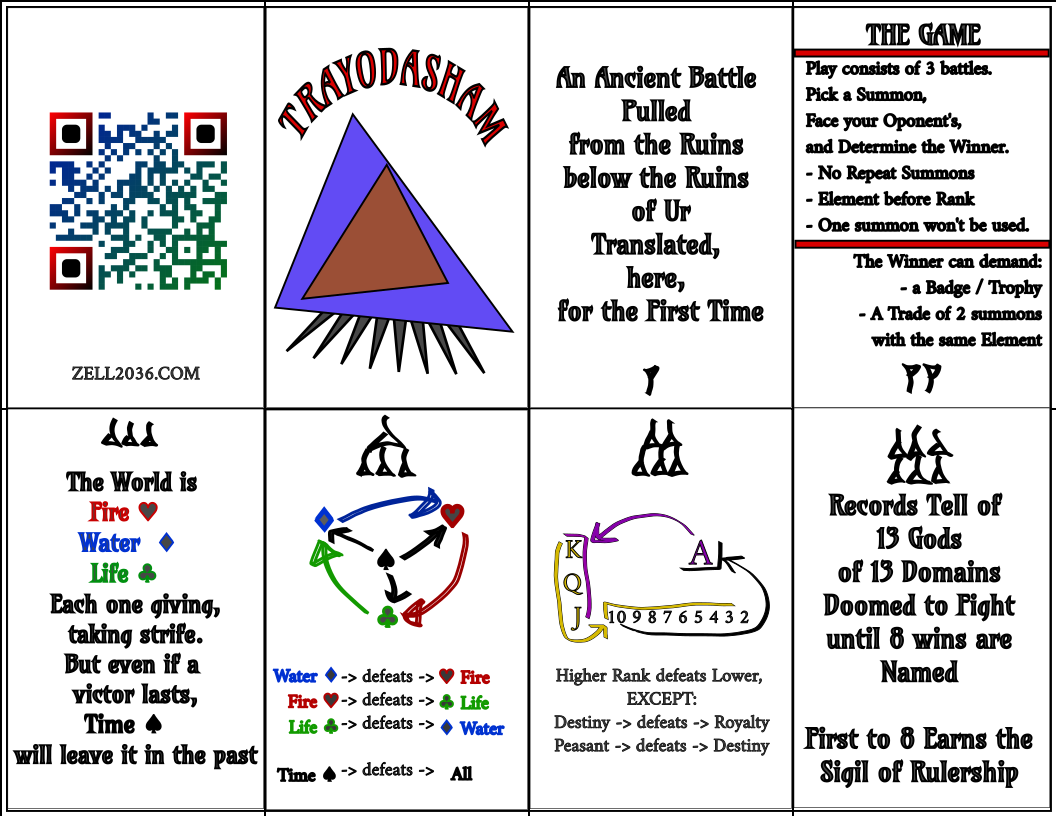 ZELL2036.COM
TRAYODASHAM
An Ancient Battle
Pulled
from the Ruins
below the Ruins
of Ur
Translated,
here,
for the First Time
THE GAME
Play consists of 3 battles.
Pick a Summon,
Face your Oponent's,
and Determine the Winner.
- No Repeat Summons
- Element before Rank
- One summon won't be used.
The Winner can demand:
- a Badge / Trophy
- A Trade of 2 summons
with the same Element
The World is
Fire ♥
Water ♦
Life ♣
Each one giving,
taking strife.
But even if a
victor lasts,
Time ♠
will leave it in the past
Water ♦ -> defeats -> ♥ Fire
Fire ♥ -> defeats -> ♣ Life
Life ♣ -> defeats -> ♦ Water
Time ♠ -> defeats -> All
K
Q
J
A
10 9 8 7 6 5 4 3 2
Higher Rank defeats Lower,
EXCEPT:
Destiny -> defeats -> Royalty
Peasant -> defeats -> Destiny
Records Tell of
13 Gods
of 13 Domains
Doomed to Fight
until 8 wins are
Named
First to 8 Earns the
Sigil of Rulership